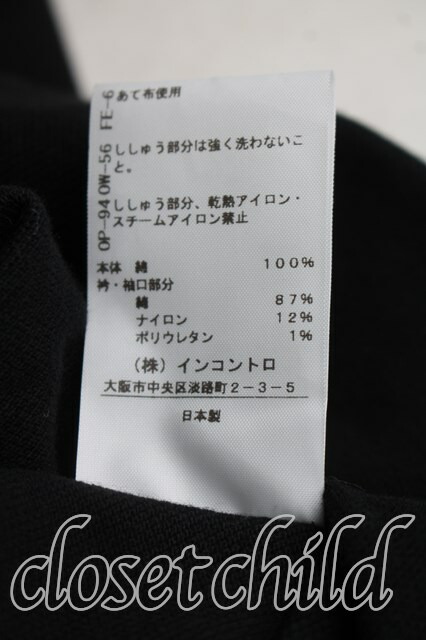 あて布使用
ししゅう部分は強く洗わないこ
と。
ししゅう部分、乾熱アイロン・
スチームアイロン禁止
本体 綿 100%
衿・袖口部分
綿 87%
ナイロン 12%
ポリウレタン 1%
(株) インコントロ
大阪市中央区淡路町2-3-5
日本製
OP-940W-56 FE-6
closet child